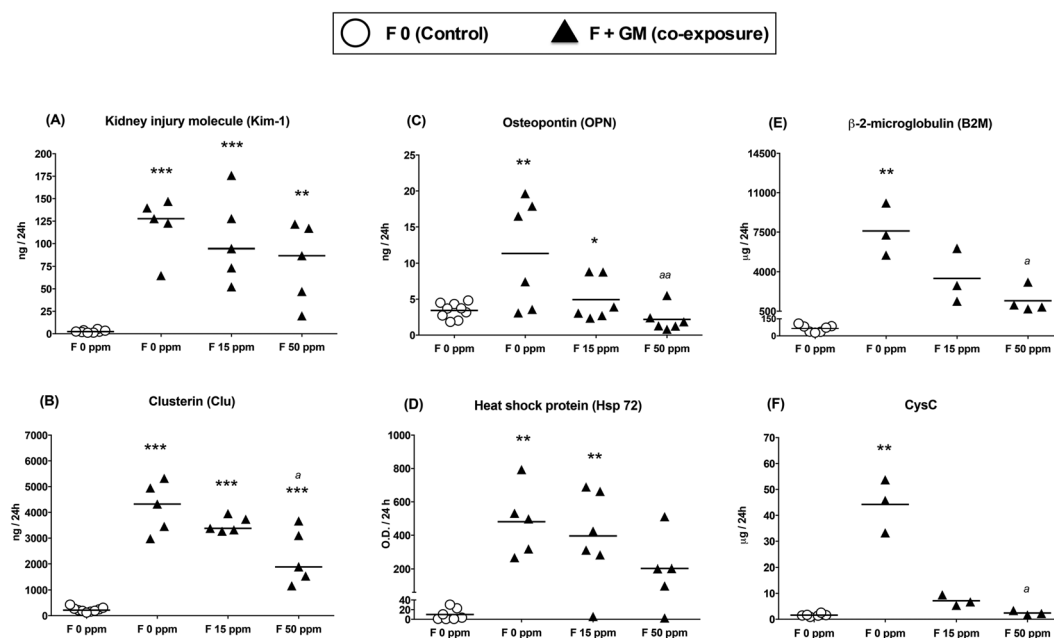 F 0 (Control) F + GM (co-exposure)
(A) Kidney injury molecule (Kim-1)
ng / 24h
200
175
150
125
100
75
50
25
0
***
***
**
F 0 ppm F 0 ppm F 15 ppm F 50 ppm
(C) Osteopontin (OPN)
ng / 24h
25
20
15
10
5
0
**
*
aa
F 0 ppm F 0 ppm F 15 ppm F 50 ppm
(E) β-2-microglobulin (B2M)
µg / 24h
14500
11000
7500
4000
500
150
0
**
a
F 0 ppm F 0 ppm F 15 ppm F 50 ppm
(B) Clusterin (Clu)
ng / 24h
7000
6000
5000
4000
3000
2000
1000
0
***
***
a
***
F 0 ppm F 0 ppm F 15 ppm F 50 ppm
(D) Heat shock protein (Hsp 72)
O.D. / 24 h
1000
800
600
400
200
40
20
0
**
**
F 0 ppm F 0 ppm F 15 ppm F 50 ppm
(F) CysC
µg / 24h
70
60
50
40
30
20
10
0
**
a
F 0 ppm F 0 ppm F 15 ppm F 50 ppm